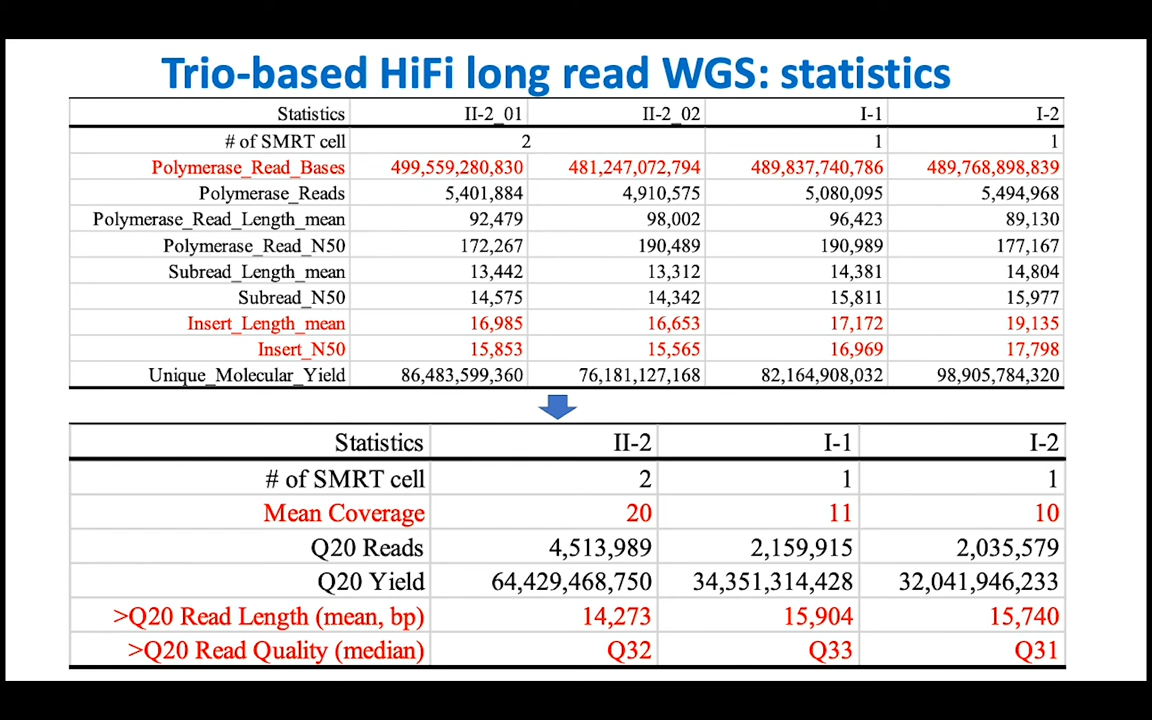 Trio-based HiFi long read WGS: statistics
Statistics II-2_01 II-2_02 I-1 I-2
# of SMRT cell 2 1 1
Polymerase_Read_Bases 499,559,280,830 481,247,072,794 489,837,740,786 489,768,898,839
Polymerase_Reads 5,401,884 4,910,575 5,080,095 5,494,968
Polymerase_Read_Length_mean 92,479 98,002 96,423 89,130
Polymerase_Read_N50 172,267 190,489 190,989 177,167
Subread_Length_mean 13,442 13,312 14,381 14,804
Subread_N50 14,575 14,342 15,811 15,977
Insert_Length_mean 16,985 16,653 17,172 19,135
Insert_N50 15,853 15,565 16,969 17,798
Unique_Molecular_Yield 86,483,599,360 76,181,127,168 82,164,908,032 98,905,784,320
Statistics II-2 I-1 I-2
# of SMRT cell 2 1 1
Mean Coverage 20 11 10
Q20 Reads 4,513,989 2,159,915 2,035,579
Q20 Yield 64,429,468,750 34,351,314,428 32,041,946,233
>Q20 Read Length (mean, bp) 14,273 15,904 15,740
>Q20 Read Quality (median) Q32 Q33 Q31